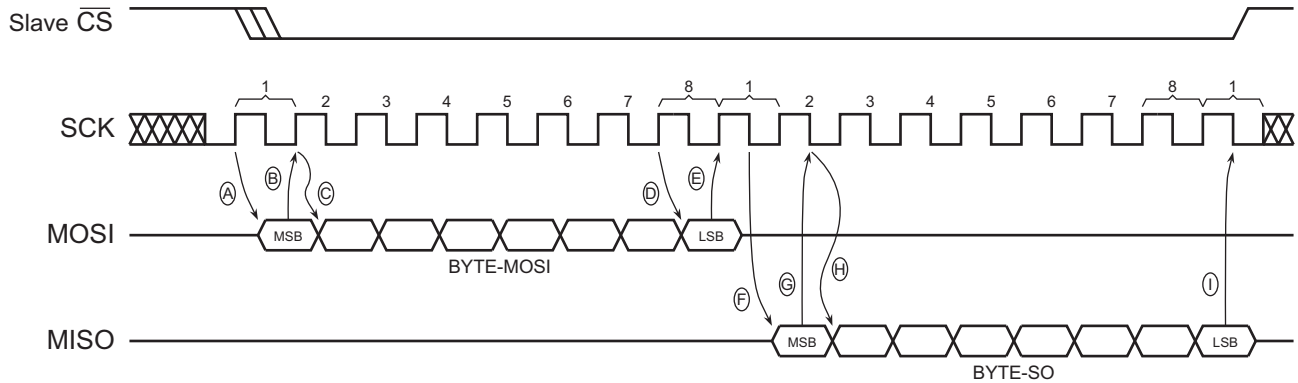 Slave CS
1 2 3 4 5 6 7 8 1 2 3 4 5 6 7 8 1
SCK
A B C D E
MOSI MSB LSB
BYTE-MOSI
F G H I
MISO MSB LSB
BYTE-SO